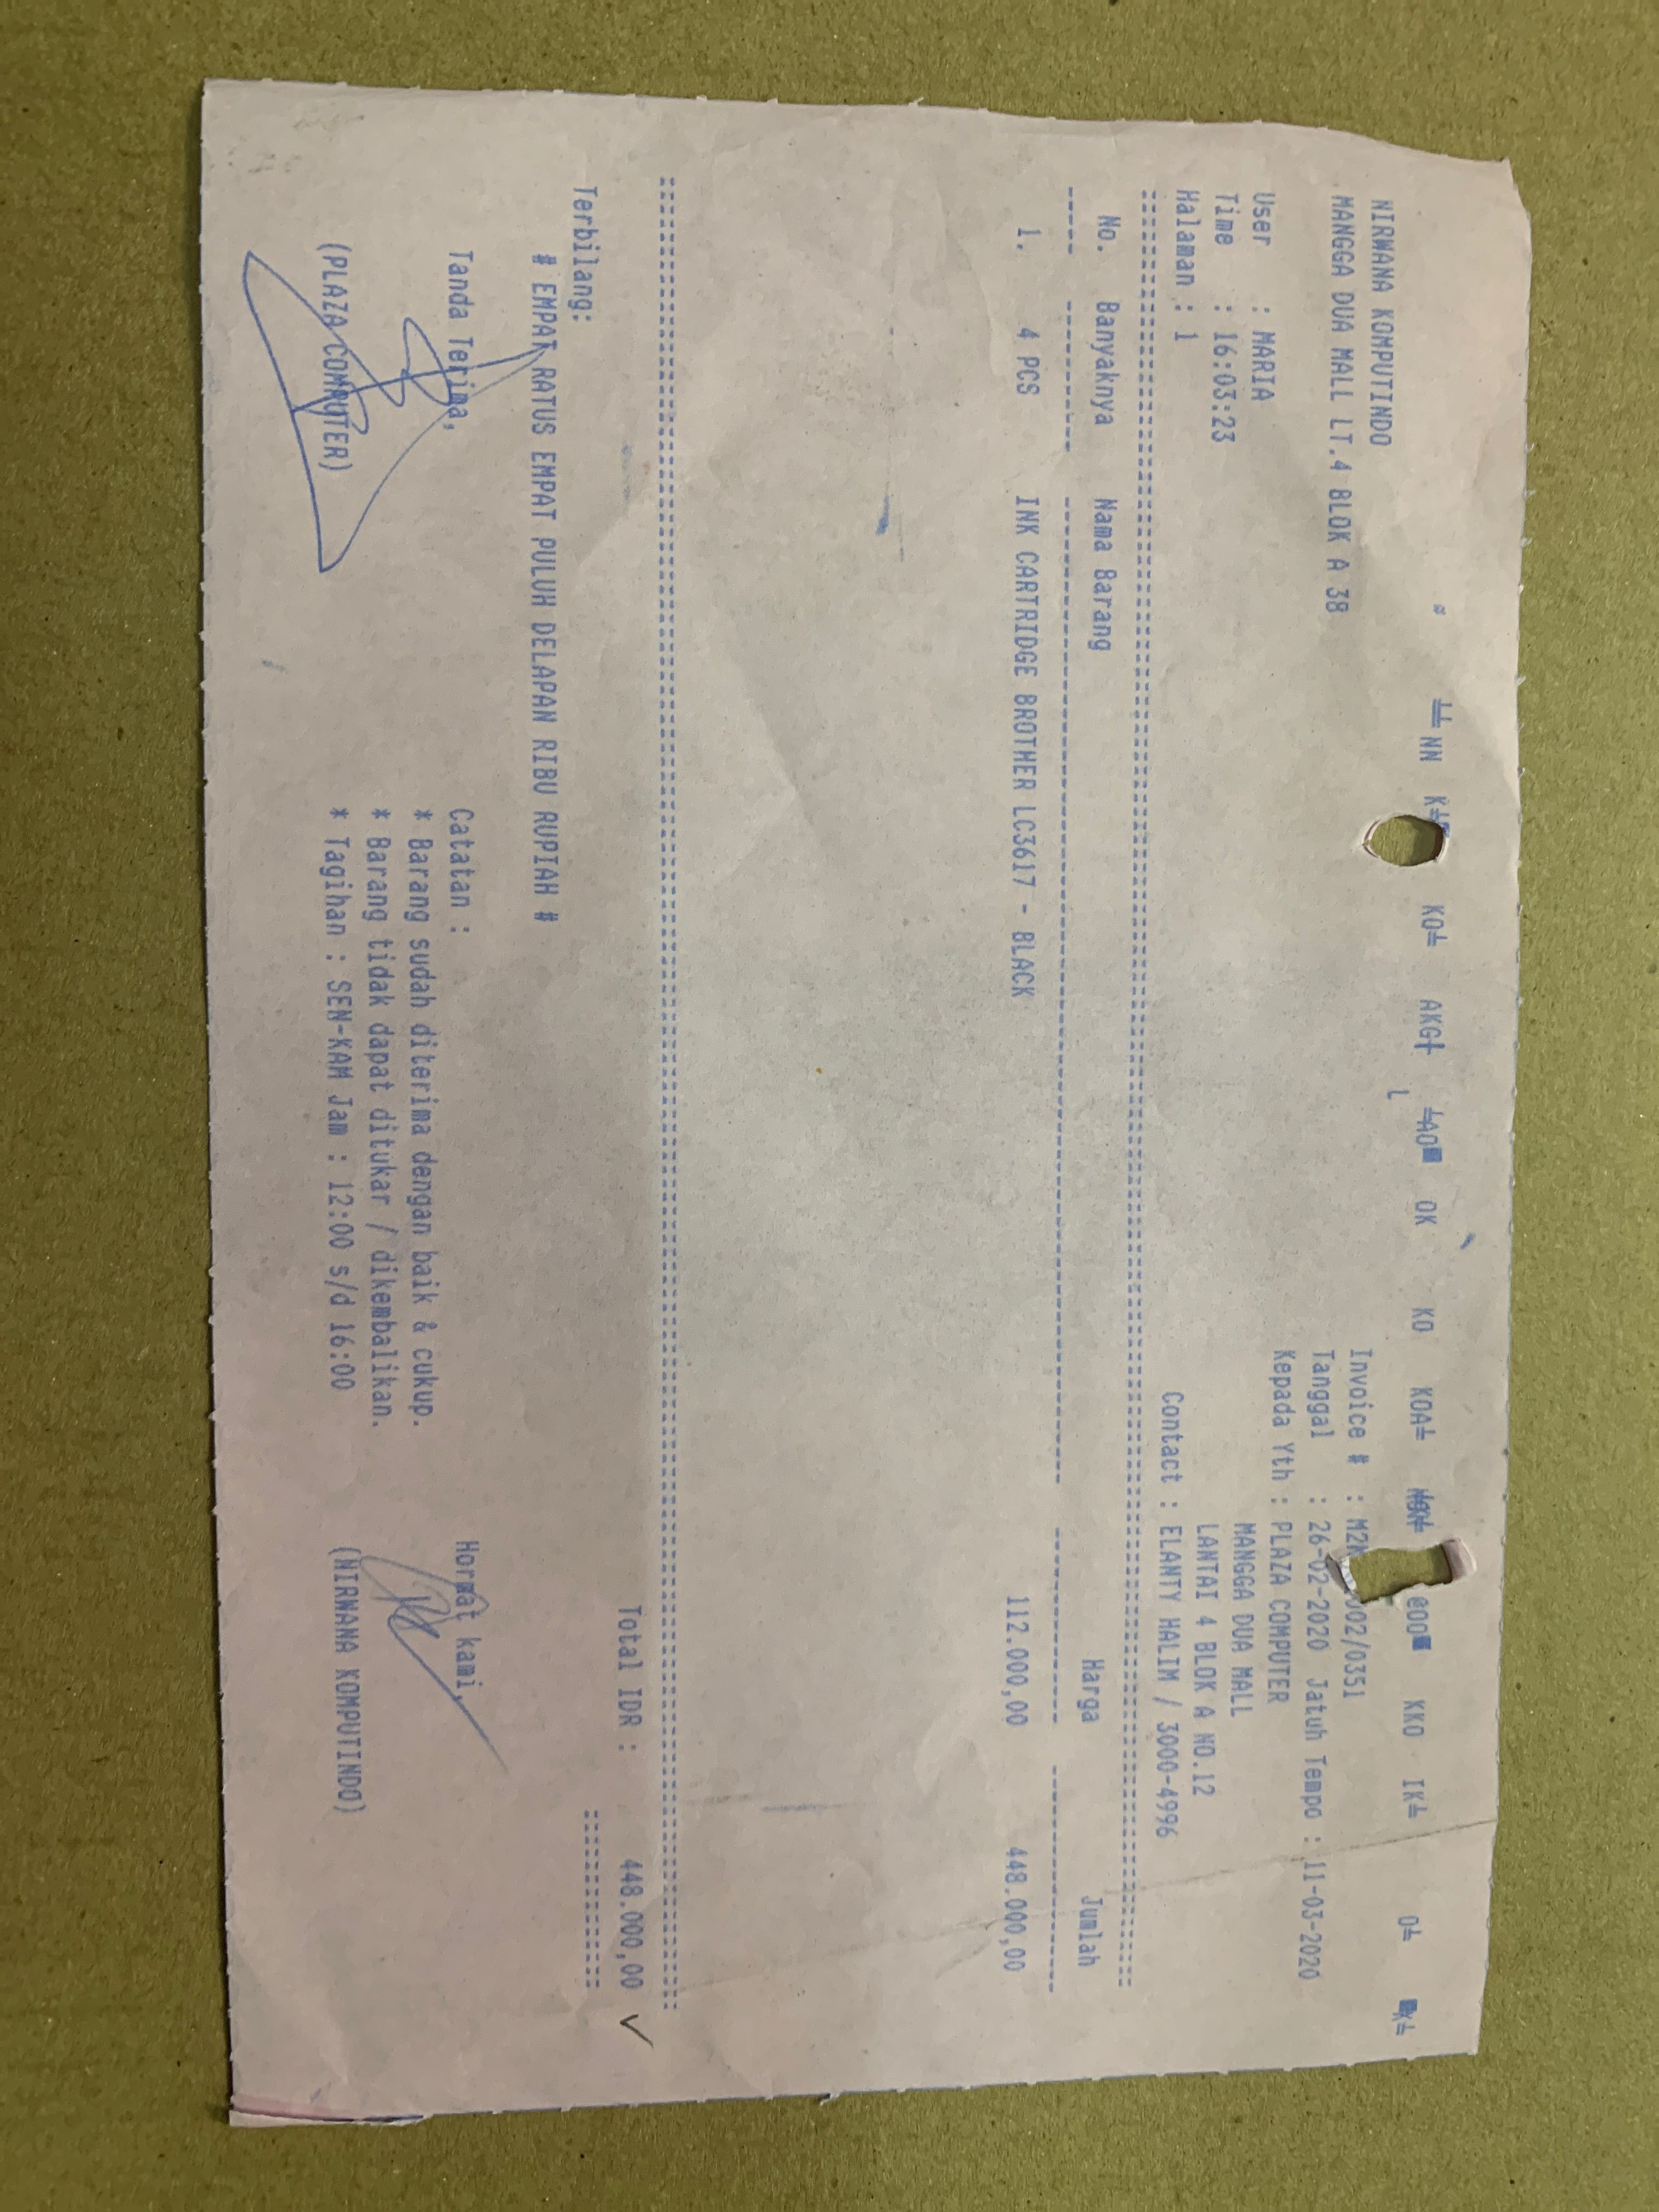 NIRWANA KOMPUTINDO
MANGGA DUA MALL LT.4 BLOK A 38
Invoice # : 002/0351
Tanggal : 26-02-2020 Jatuh Tempo : 11-03-2020
Kepada Yth : PLAZA COMPUTER
MANGGA DUA MALL
LANTAI 4 BLOK A NO.12
Contact : ELANTY HALIM / 3000-4996
User : MARIA
Time : 16:03:23
Halaman : 1
No. Banyaknya Nama Barang Harga Jumlah
1. 4 PCS INK CARTRIDGE BROTHER LC3617 - BLACK 112.000,00 448.000,00
Total IDR : 448.000,00
Terbilang:
# EMPAT RATUS EMPAT PULUH DELAPAN RIBU RUPIAH #
Tanda Terima,
(PLAZA COMPUTER)
Catatan :
* Barang sudah diterima dengan baik & cukup.
* Barang tidak dapat ditukar / dikembalikan.
* Tagihan : SEN-KAM Jam : 12:00 s/d 16:00
Hormat kami,
(NIRWANA KOMPUTINDO)